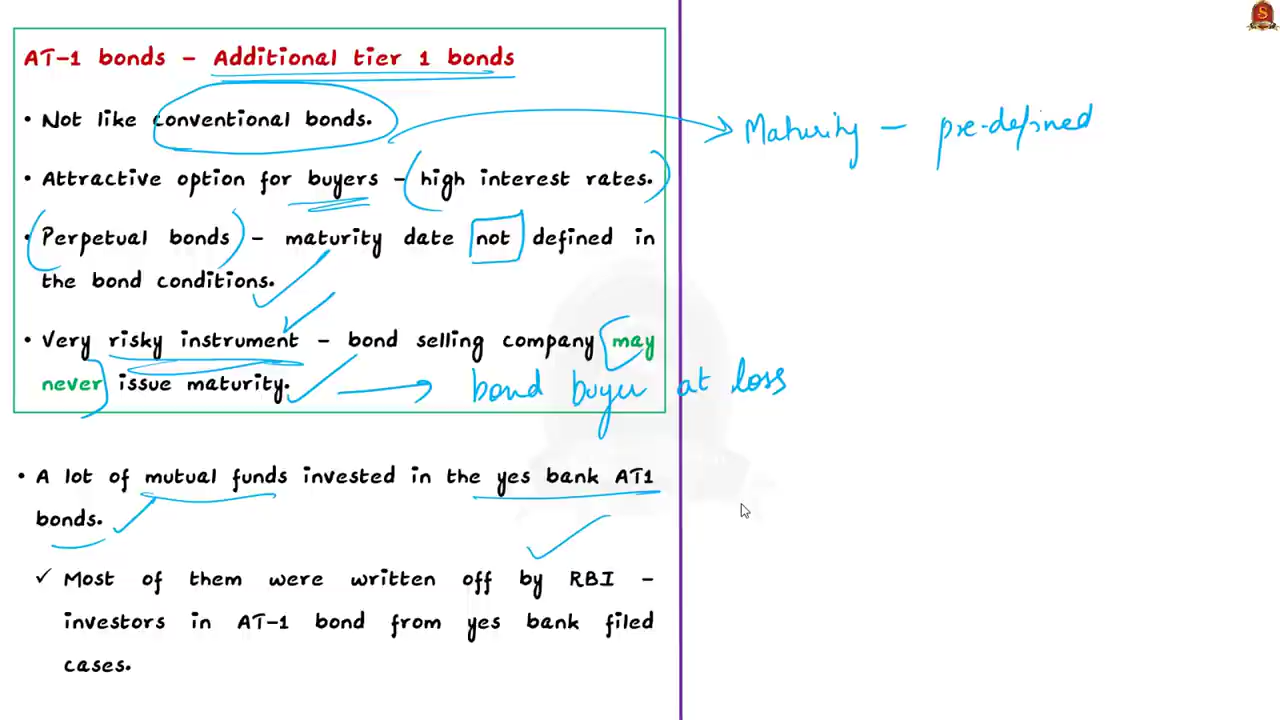 AT-1 bonds - Additional tier 1 bonds
• Not like conventional bonds.
Maturity - pre-defined
• Attractive option for buyers - high interest rates.
• Perpetual bonds - maturity date not defined in
the bond conditions.
• Very risky instrument - bond selling company may
never issue maturity.
bond buyer at loss
• A lot of mutual funds invested in the yes bank AT1
bonds.
✓ Most of them were written off by RBI -
investors in AT-1 bond from yes bank filed
cases.
S